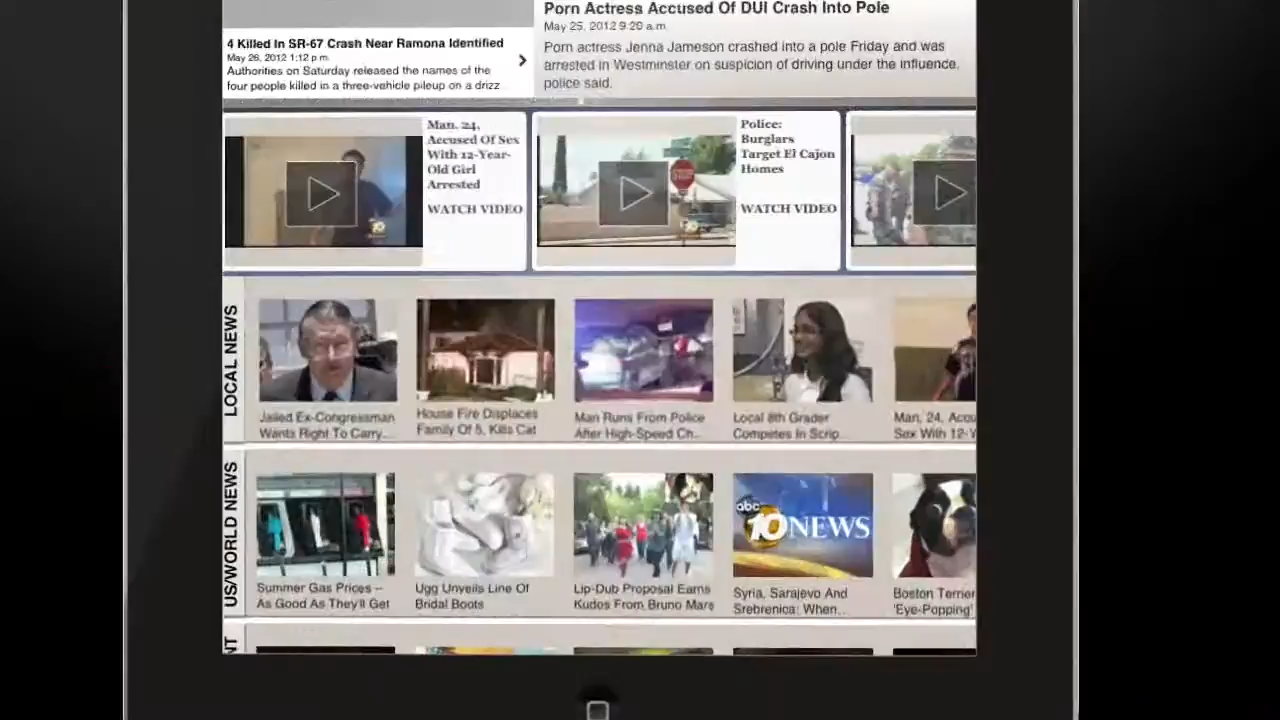 Porn Actress Accused Of DUI Crash Into Pole
May 25, 2012 9:20 a.m.
Porn actress Jenna Jameson crashed into a pole Friday and was
arrested in Westminster on suspicion of driving under the influence,
police said.
4 Killed In SR-67 Crash Near Ramona Identified
May 26, 2012 1:12 p.m.
Authorities on Saturday released the names of the
four people killed in a three-vehicle pileup on a drizz
Man, 24,
Accused Of Sex
With 12-Year-
Old Girl
Arrested
WATCH VIDEO
10
Police:
Burglars
Target El Cajon
Homes
WATCH VIDEO
10
LOCAL NEWS
Jailed Ex-Congressman
Wants Right To Carry...
House Fire Displaces
Family Of 5, Kills Cat
Man Runs From Police
After High-Speed Ch...
Local 8th Grader
Competes In Scrip...
Man, 24, Accu
Sex With 12-Y
US/WORLD NEWS
Summer Gas Prices --
As Good As They'll Get
Ugg Unveils Line Of
Bridal Boots
Lip-Dub Proposal Earns
Kudos From Bruno Mars
abc
10 NEWS
Syria, Sarajevo And
Srebrenica: When...
Boston Terrier
'Eye-Popping'
NT